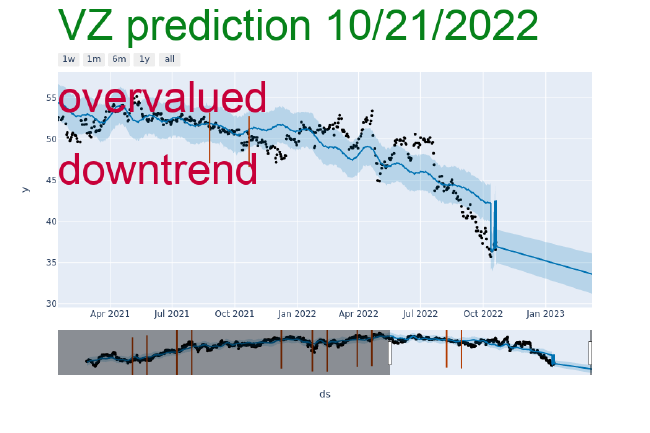 VZ prediction 10/21/2022
1w 1m 6m 1y all
overvalued
downtrend
55
50
45
40
35
30
y
Apr 2021 Jul 2021 Oct 2021 Jan 2022 Apr 2022 Jul 2022 Oct 2022 Jan 2023
ds